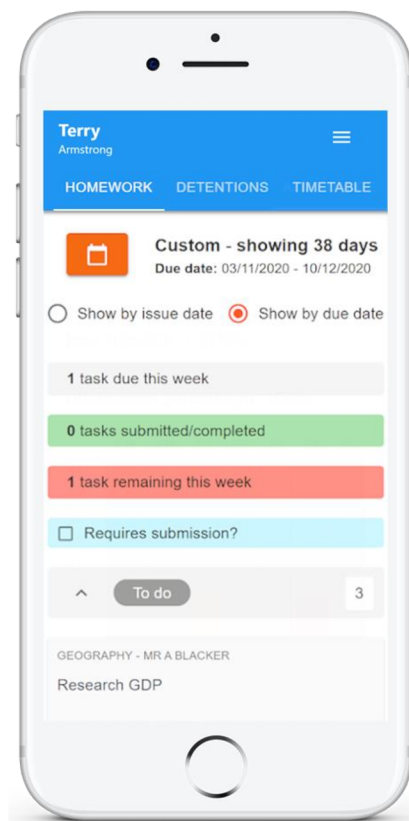 Terry
Armstrong
HOMEWORK DETENTIONS TIMETABLE
Custom - showing 38 days
Due date: 03/11/2020 - 10/12/2020
Show by issue date Show by due date
1 task due this week
0 tasks submitted/completed
1 task remaining this week
Requires submission?
To do 3
GEOGRAPHY - MR A BLACKER
Research GDP